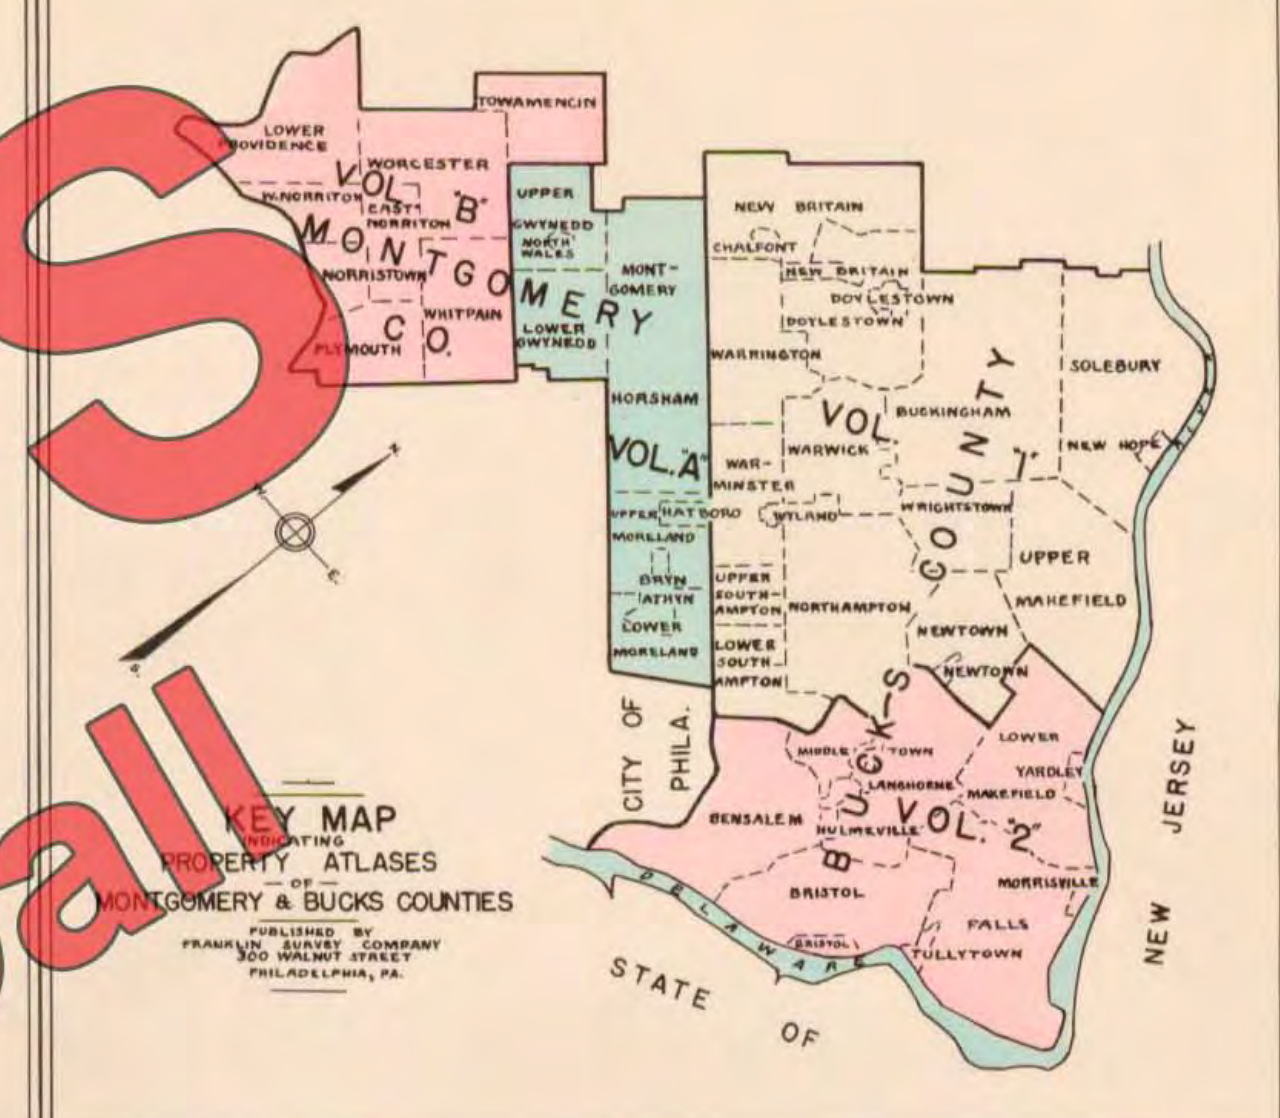 TOWAMENCIN
LOWER
PROVIDENCE
WORCESTER
VOL. "B"
W. NORRITON
EAST
NORRITON
UPPER
GWYNEDD
NORTH
WALES
MONTGOMERY CO.
NORRISTOWN
WHITPAIN
PLYMOUTH
LOWER
GWYNEDD
MONT-
GOMERY
HORSHAM
VOL. "A"
UPPER
MORELAND
HATBORO
BRYN
ATHYN
LOWER
MORELAND
NEW BRITAIN
CHALFONT
NEW BRITAIN
DOYLESTOWN
DOYLESTOWN
WARRINGTON
SOLEBURY
BUCKINGHAM
VOL. "1"
NEW HOPE
WARWICK
WAR-
MINSTER
WRIGHTSTOWN
IVYLAND
UPPER
MAKEFIELD
UPPER
SOUTH-
AMPTON
NORTHAMPTON
NEWTOWN
NEWTOWN
LOWER
SOUTH-
AMPTON
BUCKS COUNTY
CITY OF
PHILA.
MIDDLETOWN
LOWER
MAKEFIELD
YARDLEY
LANGHORNE
BENSALEM
HULMEVILLE
VOL. "2"
MORRISVILLE
BRISTOL
FALLS
BRISTOL
TULLYTOWN
DELAWARE
STATE OF
NEW JERSEY
N.
E.
S.
S
all
KEY MAP
INDICATING
PROPERTY ATLASES
— OF —
MONTGOMERY & BUCKS COUNTIES
PUBLISHED BY
FRANKLIN SURVEY COMPANY
300 WALNUT STREET
PHILADELPHIA, PA.